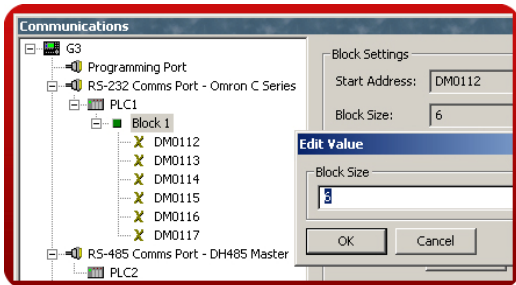 Communications
G3
Programming Port
RS-232 Comms Port - Omron C Series
PLC1
Block 1
DM0112
DM0113
DM0114
DM0115
DM0116
DM0117
RS-485 Comms Port - DH485 Master
PLC2
Block Settings
Start Address: DM0112
Block Size: 6
Edit Value
Block Size
6
OK Cancel